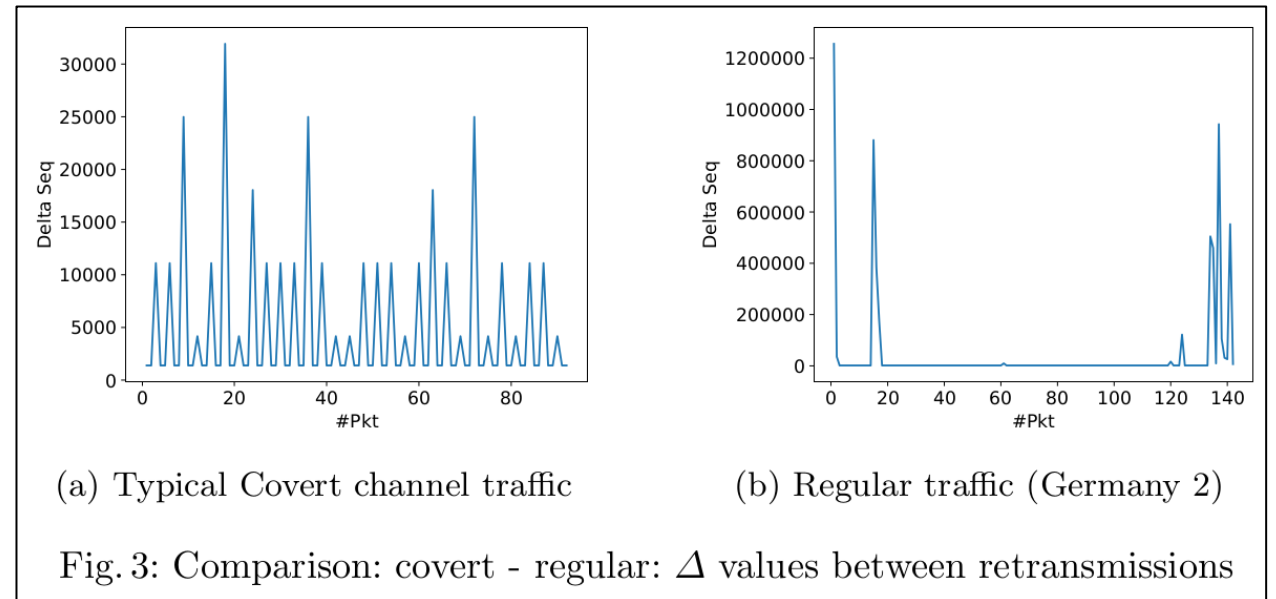 30000
25000
20000
15000
10000
5000
0
Delta Seq
0 20 40 60 80
#Pkt
(a) Typical Covert channel traffic
1200000
1000000
800000
600000
400000
200000
0
Delta Seq
0 20 40 60 80 100 120 140
#Pkt
(b) Regular traffic (Germany 2)
Fig. 3: Comparison: covert - regular: Δ values between retransmissions